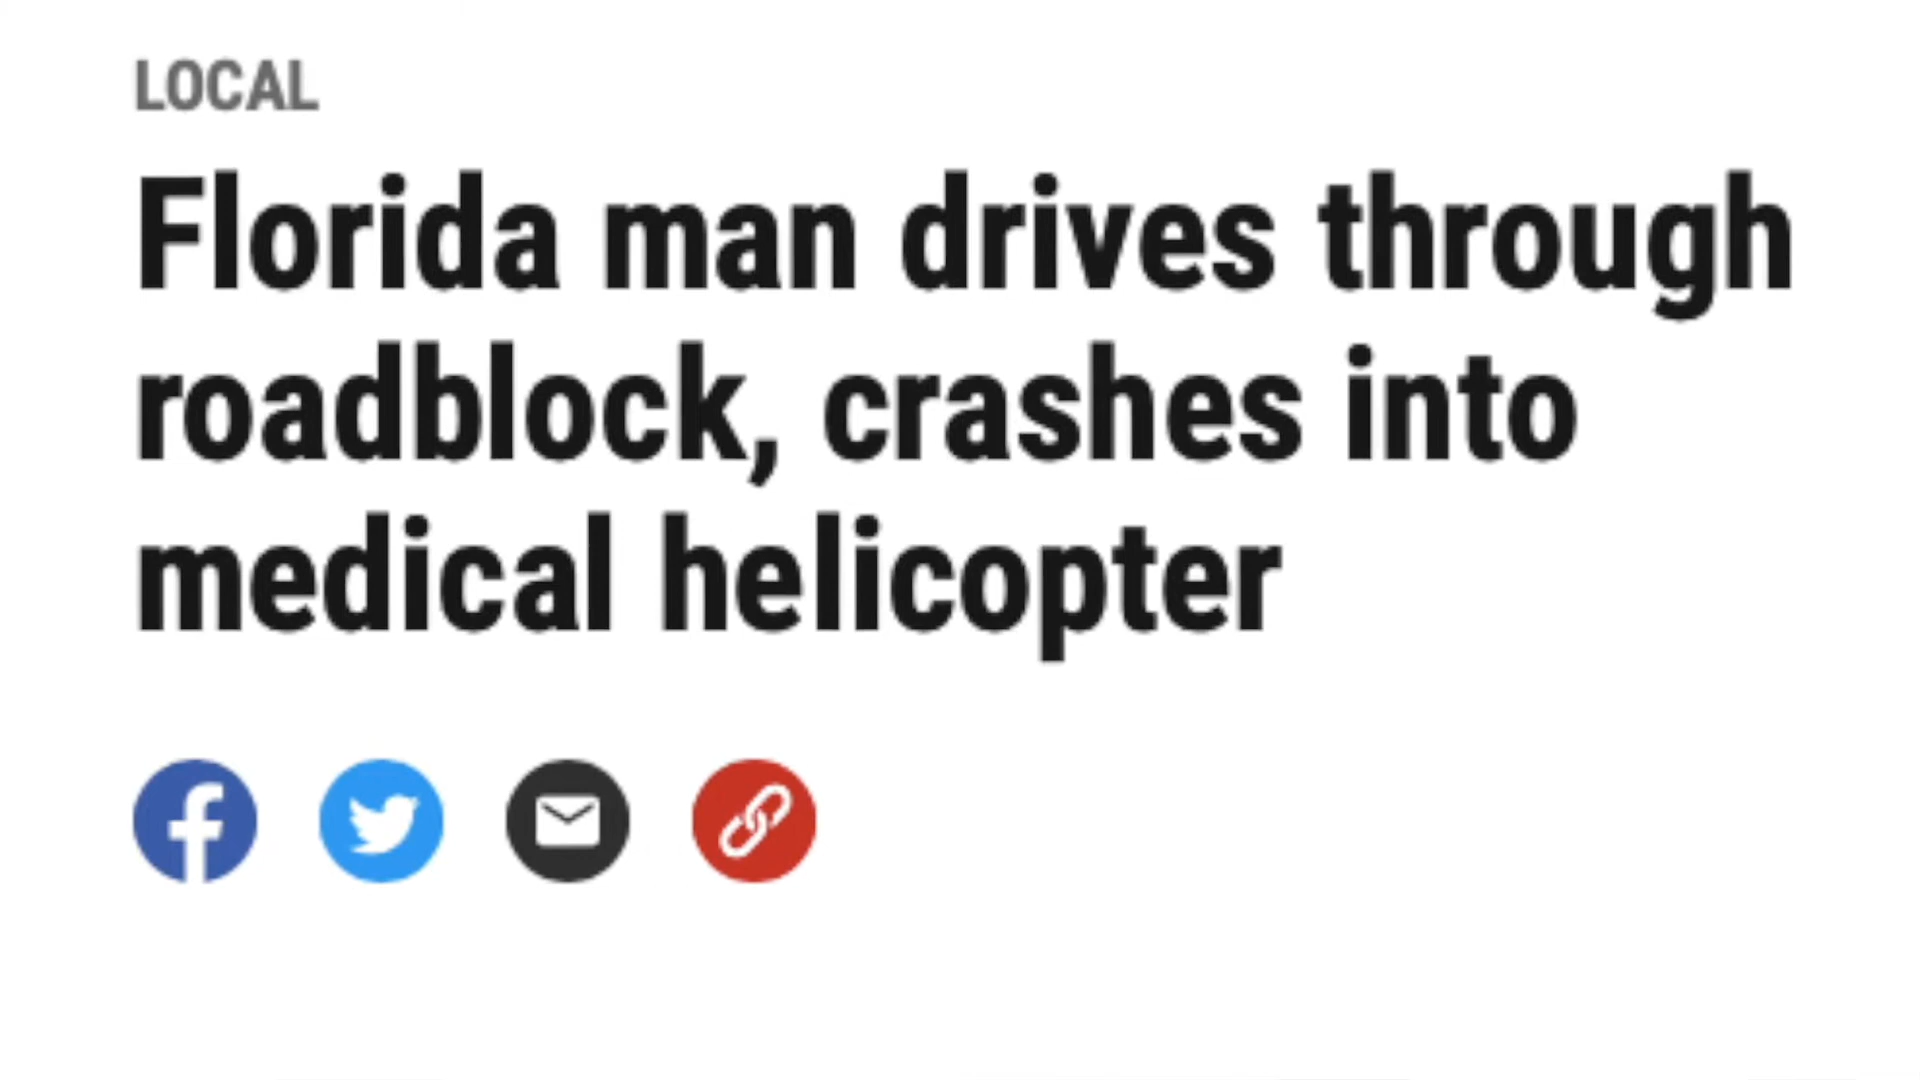 LOCAL
Florida man drives through
roadblock, crashes into
medical helicopter